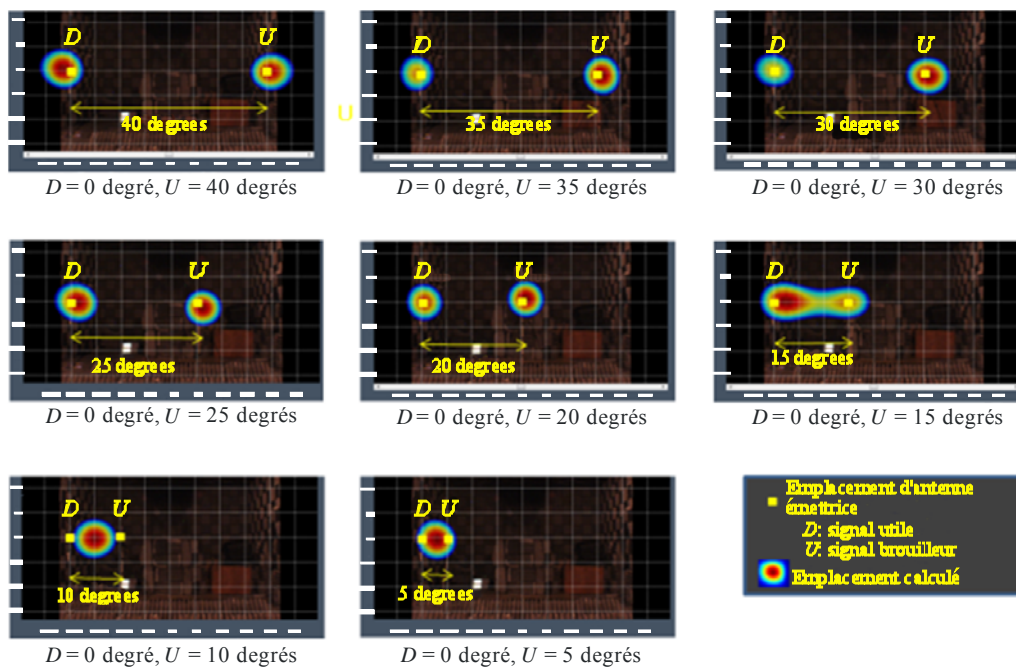 D U
40 degrees
D = 0 degré, U = 40 degrés
U
D U
35 degrees
D = 0 degré, U = 35 degrés
D U
30 degrees
D = 0 degré, U = 30 degrés
D U
25 degrees
D = 0 degré, U = 25 degrés
D U
20 degrees
D = 0 degré, U = 20 degrés
D U
15 degrees
D = 0 degré, U = 15 degrés
D U
10 degrees
D = 0 degré, U = 10 degrés
D U
5 degrees
D = 0 degré, U = 5 degrés
Emplacement d'antenne
émettrice
D: signal utile
U: signal brouilleur
Emplacement calculé